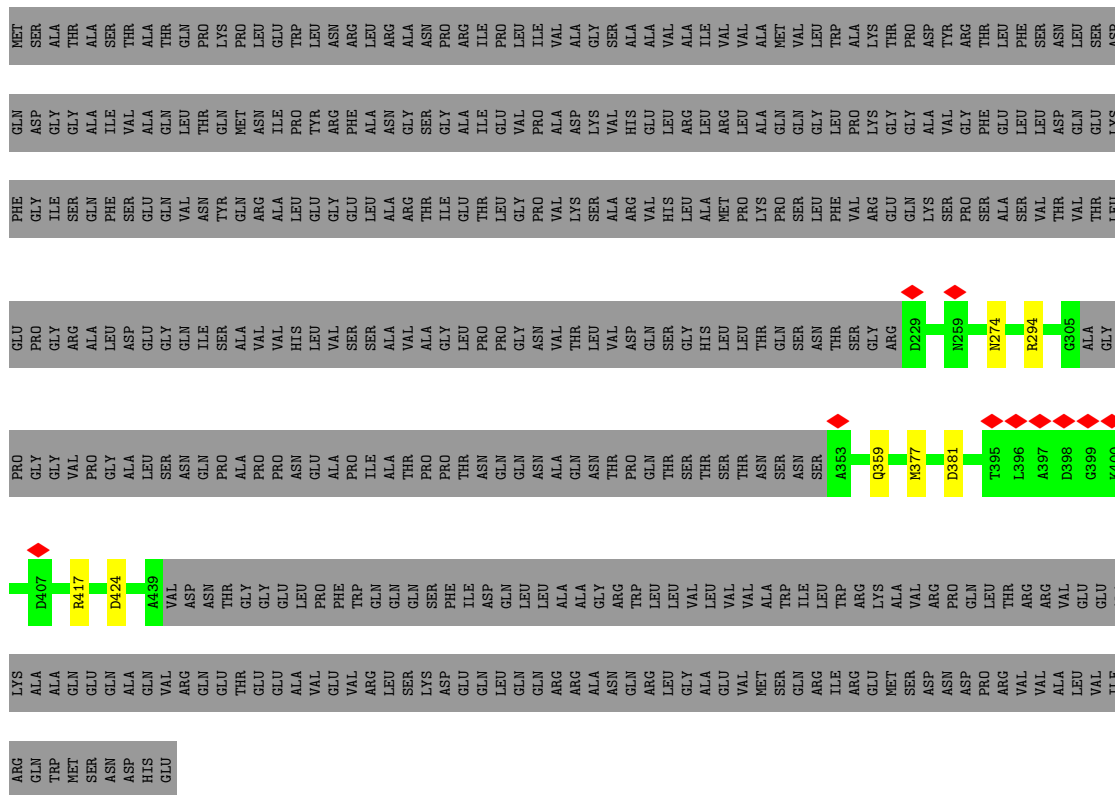 MET SER ALA THR ALA SER THR ALA THR GLN PRO LYS PRO LEU GLU TRP LEU ASN ARG LEU ARG ALA ASN PRO ARG ILE PRO LEU ILE VAL ALA GLY SER ALA ALA VAL ALA ILE VAL VAL ALA MET VAL LEU TRP ALA LYS THR PRO ASP TYR ARG THR LEU PHE SER ASN LEU SER ASP
GLN ASP GLY GLY ALA ILE VAL ALA GLN LEU THR GLN MET ASN ILE PRO TYR ARG PHE ALA ASN GLY SER GLY ALA ILE GLU VAL PRO ALA ASP LYS VAL HIS GLU LEU ARG LEU ARG LEU ALA GLN GLN GLY LEU PRO LYS GLY GLY ALA VAL GLY PHE GLU LEU LEU ASP GLN GLU LYS
PHE GLY ILE SER GLN PHE SER GLU GLN VAL ASN TYR GLN ARG ALA LEU GLU GLY GLU LEU ALA ARG THR ILE GLU THR LEU GLY PRO VAL LYS SER ALA ARG VAL HIS LEU ALA MET PRO LYS PRO SER LEU PHE VAL ARG GLU GLN LYS SER PRO SER ALA SER VAL THR VAL THR LEU
GLU PRO GLY ARG ALA LEU ASP GLU GLY GLN ILE SER ALA VAL VAL HIS LEU VAL SER SER ALA VAL ALA GLY LEU PRO PRO GLY ASN VAL THR LEU VAL ASP GLN SER GLY HIS LEU LEU THR GLN SER ASN THR SER GLY ARG D229 N259 N274 R294 G305 ALA GLY
PRO GLY GLY VAL PRO GLY ALA LEU SER ASN GLN PRO ALA PRO PRO ASN GLU ALA PRO ILE ALA THR PRO PRO THR ASN GLN GLN ASN ALA GLN ASN THR PRO GLN THR SER THR SER THR ASN SER ASN SER A353 Q359 M377 D381 T395 L396 A397 D398 G399 K400
D407 R417 D424 A439 VAL ASP ASN THR GLY GLY GLU LEU PRO PHE TRP GLN GLN GLN SER PHE ILE ASP GLN LEU LEU ALA ALA GLY ARG TRP LEU LEU VAL LEU VAL VAL ALA TRP ILE LEU TRP ARG LYS ALA VAL ARG PRO GLN LEU THR ARG ARG VAL GLU GLU
LYS ALA ALA GLN GLU GLN ALA GLN VAL ARG GLN GLU THR GLU GLU ALA VAL GLU VAL ARG LEU SER LYS ASP GLU GLN LEU GLN GLN ARG ARG ALA ASN GLN ARG LEU GLY ALA GLU VAL MET SER GLN ARG ILE ARG GLU MET SER ASP ASN ASP PRO ARG VAL VAL ALA LEU VAL ILE
ARG GLN TRP MET SER ASN ASP HIS GLU